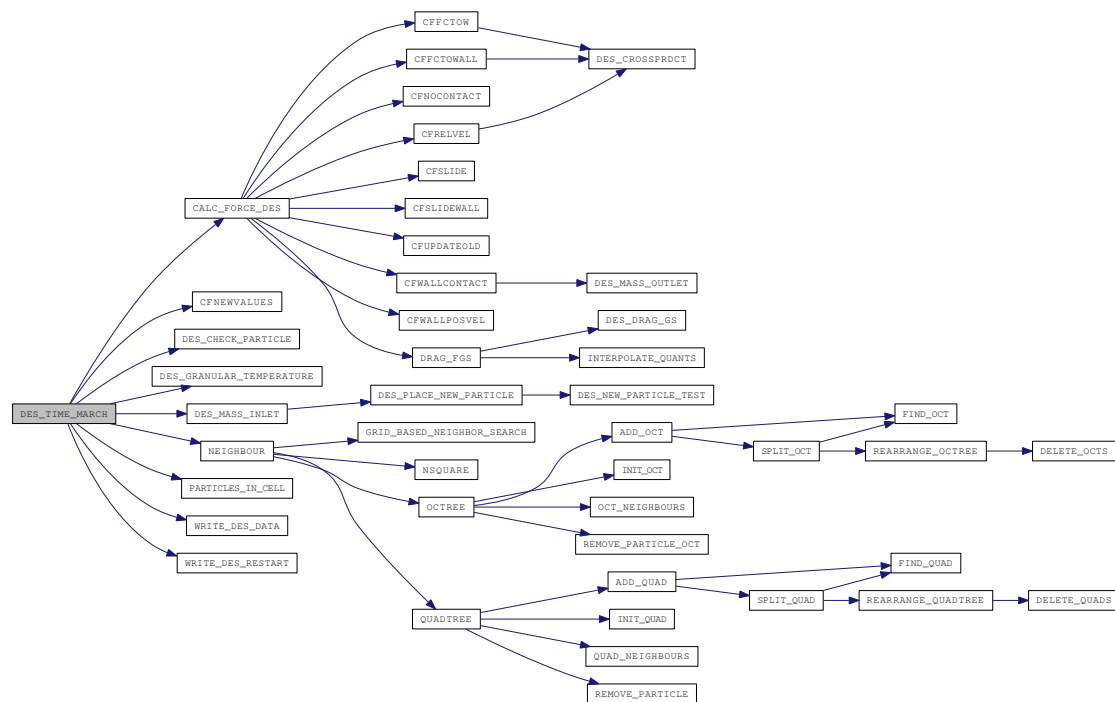 CFFCTOW
CFFCTOWALL
DES_CROSSPRDCT
CFNOCONTACT
CFRELVEL
CFSLIDE
CALC_FORCE_DES
CFSLIDEWALL
CFUPDATEOLD
CFWALLCONTACT
DES_MASS_OUTLET
CFNEWVALUES
CFWALLPOSVEL
DES_DRAG_GS
DES_CHECK_PARTICLE
DRAG_FGS
INTERPOLATE_QUANTS
DES_GRANULAR_TEMPERATURE
DES_PLACE_NEW_PARTICLE
DES_NEW_PARTICLE_TEST
DES_TIME_MARCH
DES_MASS_INLET
FIND_OCT
GRID_BASED_NEIGHBOR_SEARCH
ADD_OCT
NEIGHBOUR
SPLIT_OCT
REARRANGE_OCTREE
DELETE_OCTS
NSQUARE
INIT_OCT
PARTICLES_IN_CELL
OCTREE
OCT_NEIGHBOURS
WRITE_DES_DATA
REMOVE_PARTICLE_OCT
WRITE_DES_RESTART
FIND_QUAD
ADD_QUAD
SPLIT_QUAD
REARRANGE_QUADTREE
DELETE_QUADS
QUADTREE
INIT_QUAD
QUAD_NEIGHBOURS
REMOVE_PARTICLE